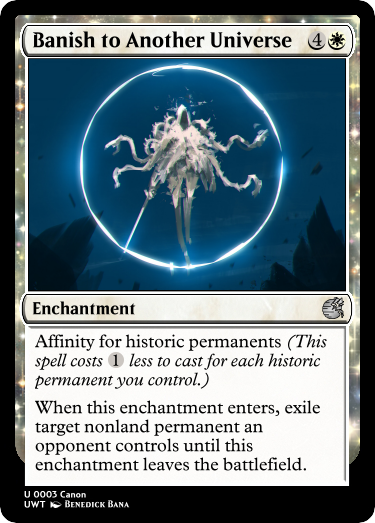 Banish to Another Universe 4
Enchantment
Affinity for historic permanents (This
spell costs 1 less to cast for each historic
permanent you control.)
When this enchantment enters, exile
target nonland permanent an
opponent controls until this
enchantment leaves the battlefield.
U 0003 Canon
UWT BENEDICK BANA